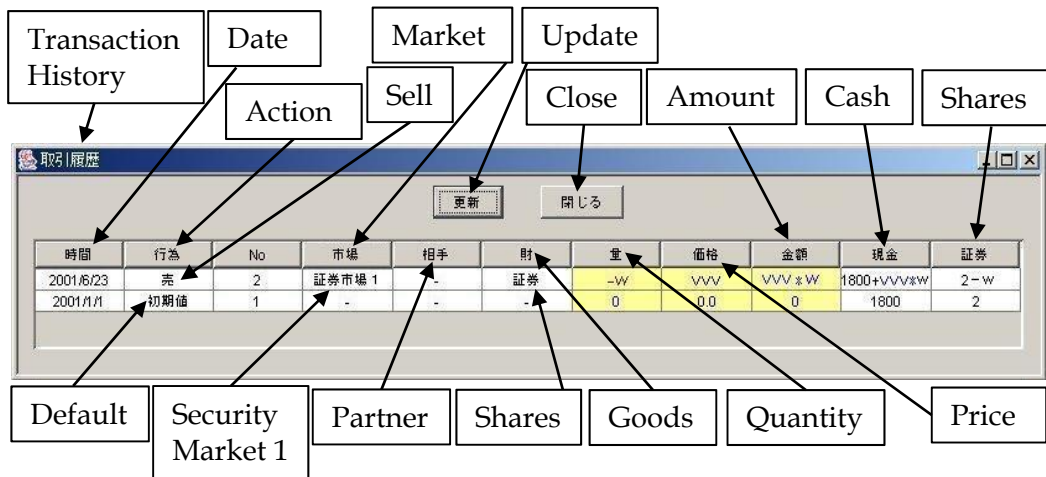 Transaction
History
Date
Market
Update
Action
Sell
Close
Amount
Cash
Shares
取引履歴
更新
閉じる
時間 行為 No 市場 相手 財 量 価格 金額 現金 証券
2001/6/23 売 2 証券市場 1 - 証券 -W VVV VVV*W 1800+VVV*W 2-W
2001/1/1 初期値 1 - - - 0 0.0 0 1800 2
Default
Security
Market 1
Partner
Shares
Goods
Quantity
Price